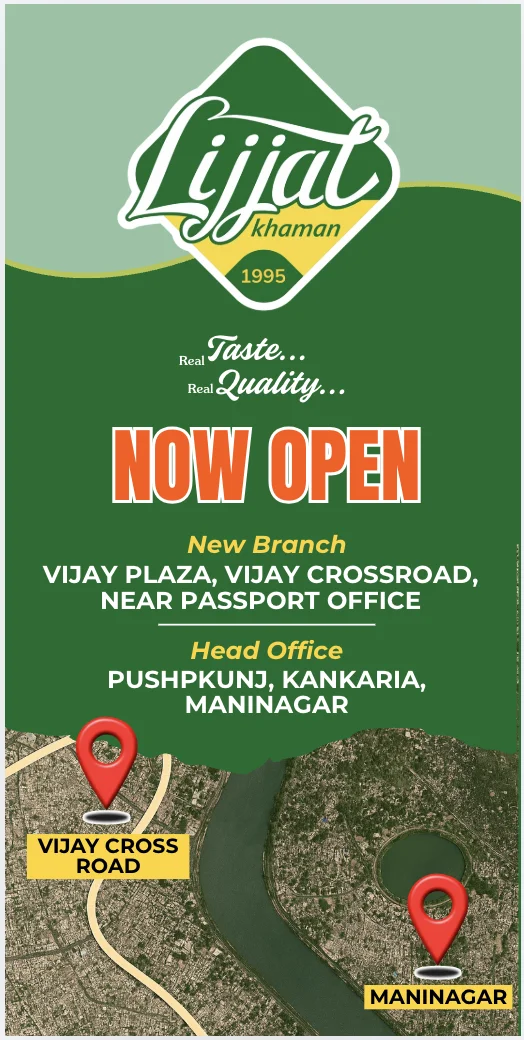 Lijjat
khaman
1995
Real Taste...
Real Quality...
NOW OPEN
New Branch
VIJAY PLAZA, VIJAY CROSSROAD,
NEAR PASSPORT OFFICE
Head Office
PUSHPKUNJ, KANKARIA,
MANINAGAR
VIJAY CROSS
ROAD
MANINAGAR